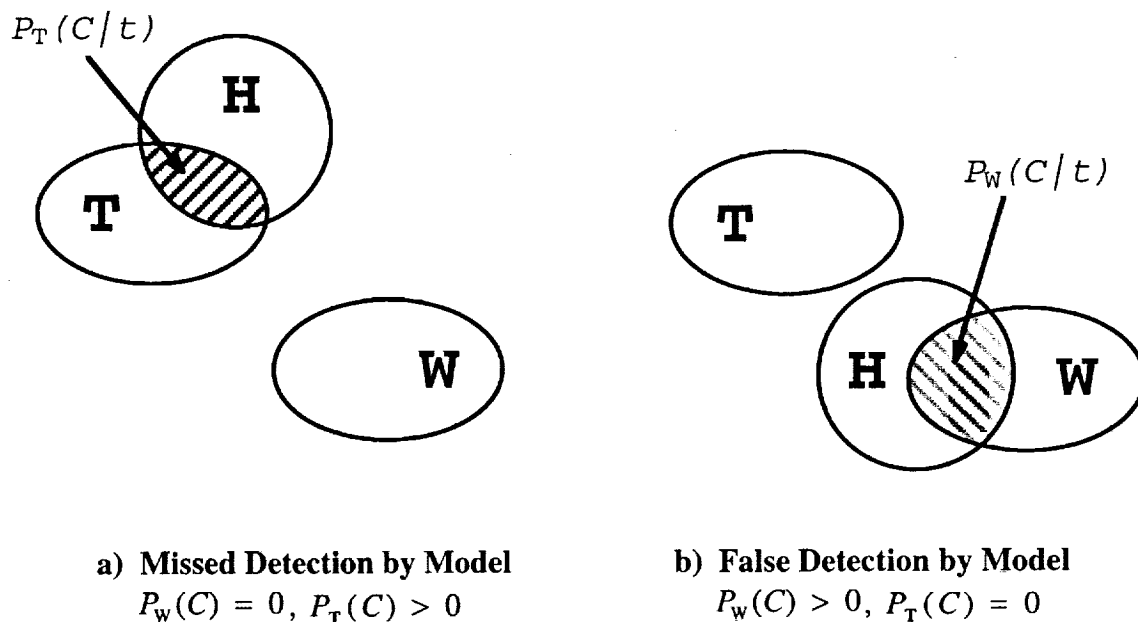 P_T(C/t)
H
T
W
P_W(C/t)
T
H
W
a) Missed Detection by Model
P_W(C) = 0, P_T(C) > 0
b) False Detection by Model
P_W(C) > 0, P_T(C) = 0